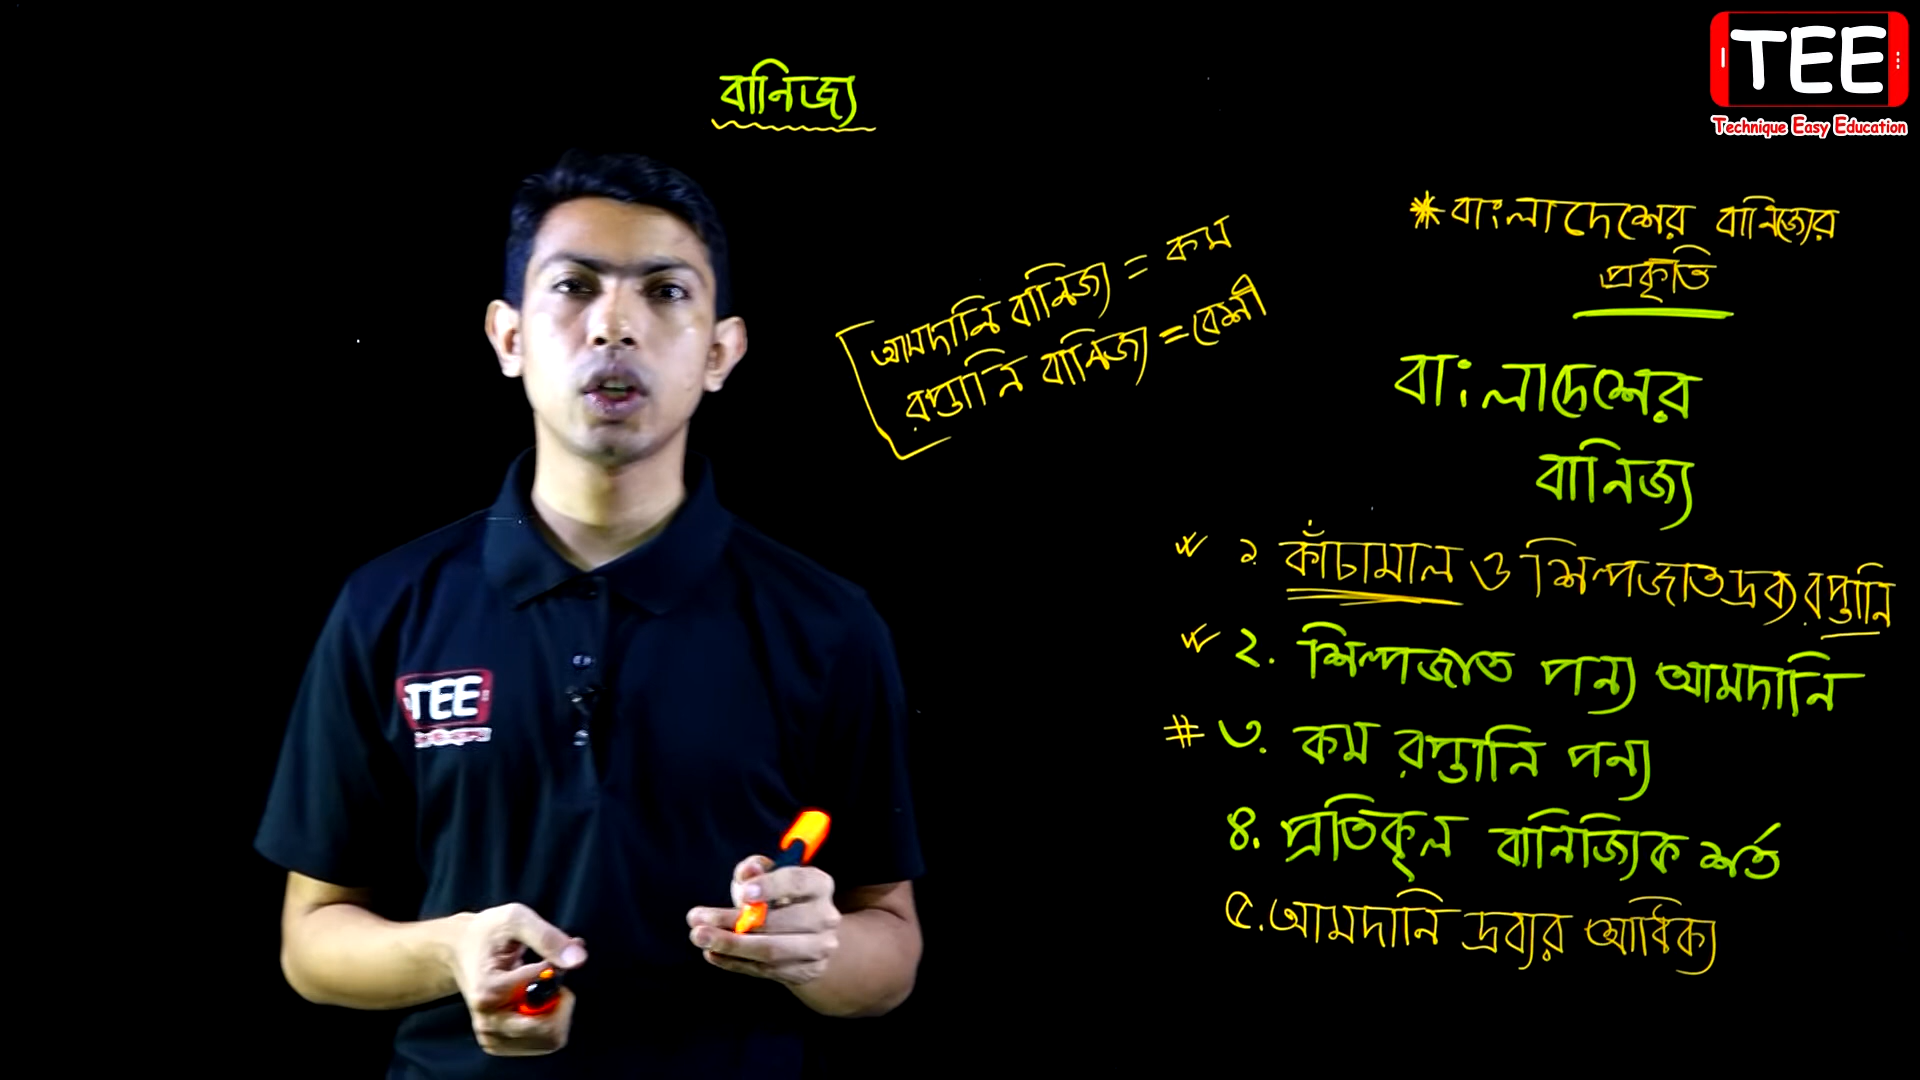 TEE
Technique Easy Education
বানিজ্য
আমদানি বানিজ্য = কম
রপ্তানি বানিজ্য = বেশী
* বাংলাদেশের বানিজ্যের
প্রকৃতি
বাংলাদেশের
বানিজ্য
১. কাঁচামাল ও শিল্পজাত দ্রব্য রপ্তানি
২. শিল্পজাত পন্য আমদানি
# ৩. কম রপ্তানি পন্য
৪. প্রতিকূল বানিজ্যিক শর্ত
৫. আমদানি দ্রব্যর আধিক্য
TEE